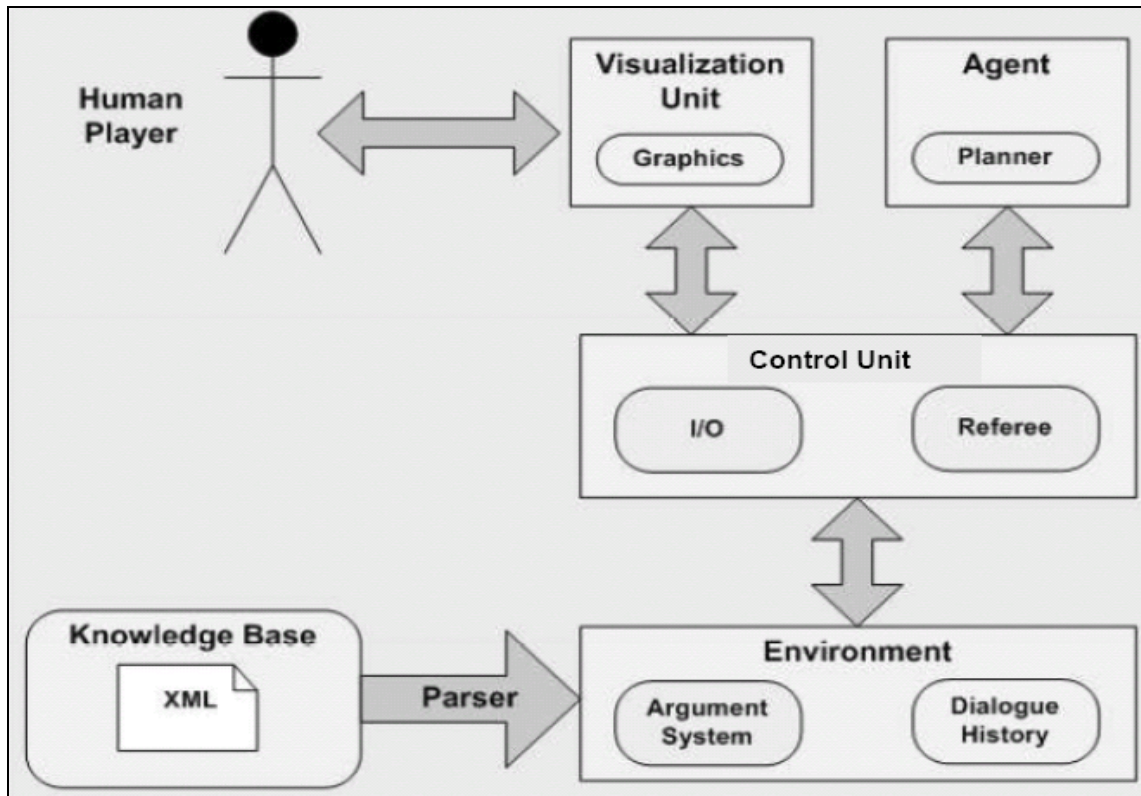 Human
Player
Visualization
Unit
Graphics
Agent
Planner
Control Unit
I/O
Referee
Knowledge Base
XML
Parser
Environment
Argument
System
Dialogue
History